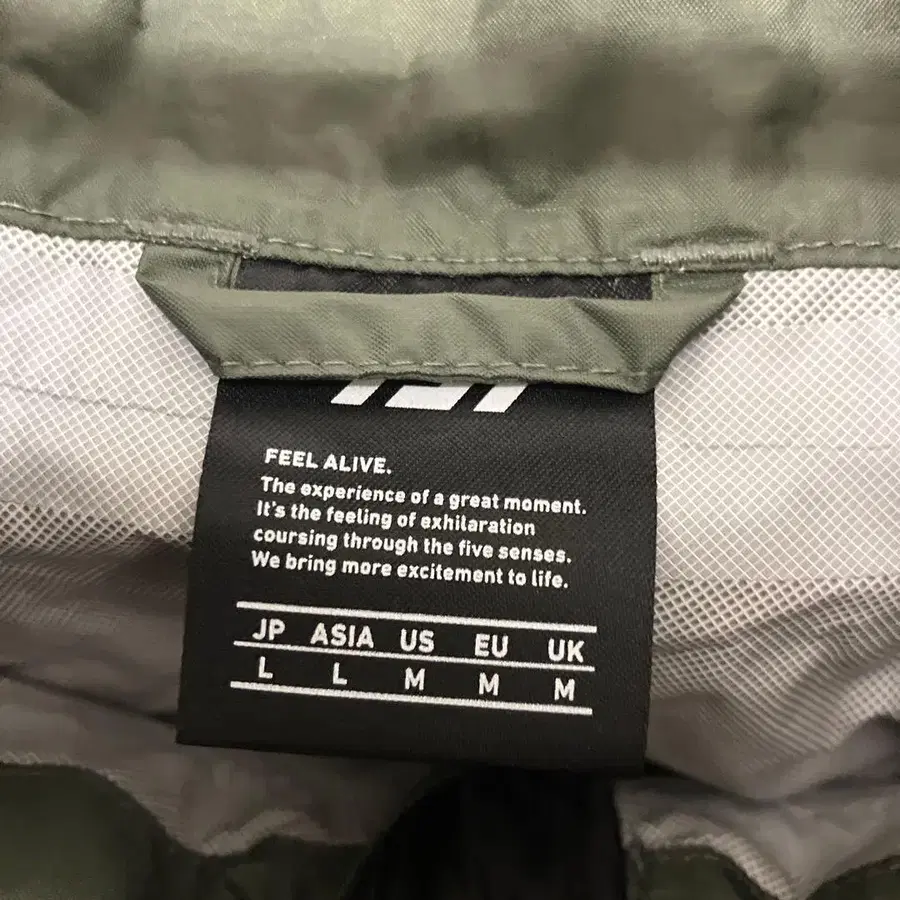 FEEL ALIVE.
The experience of a great moment.
It's the feeling of exhilaration
coursing through the five senses.
We bring more excitement to life.
JP ASIA US EU UK
L L M M M